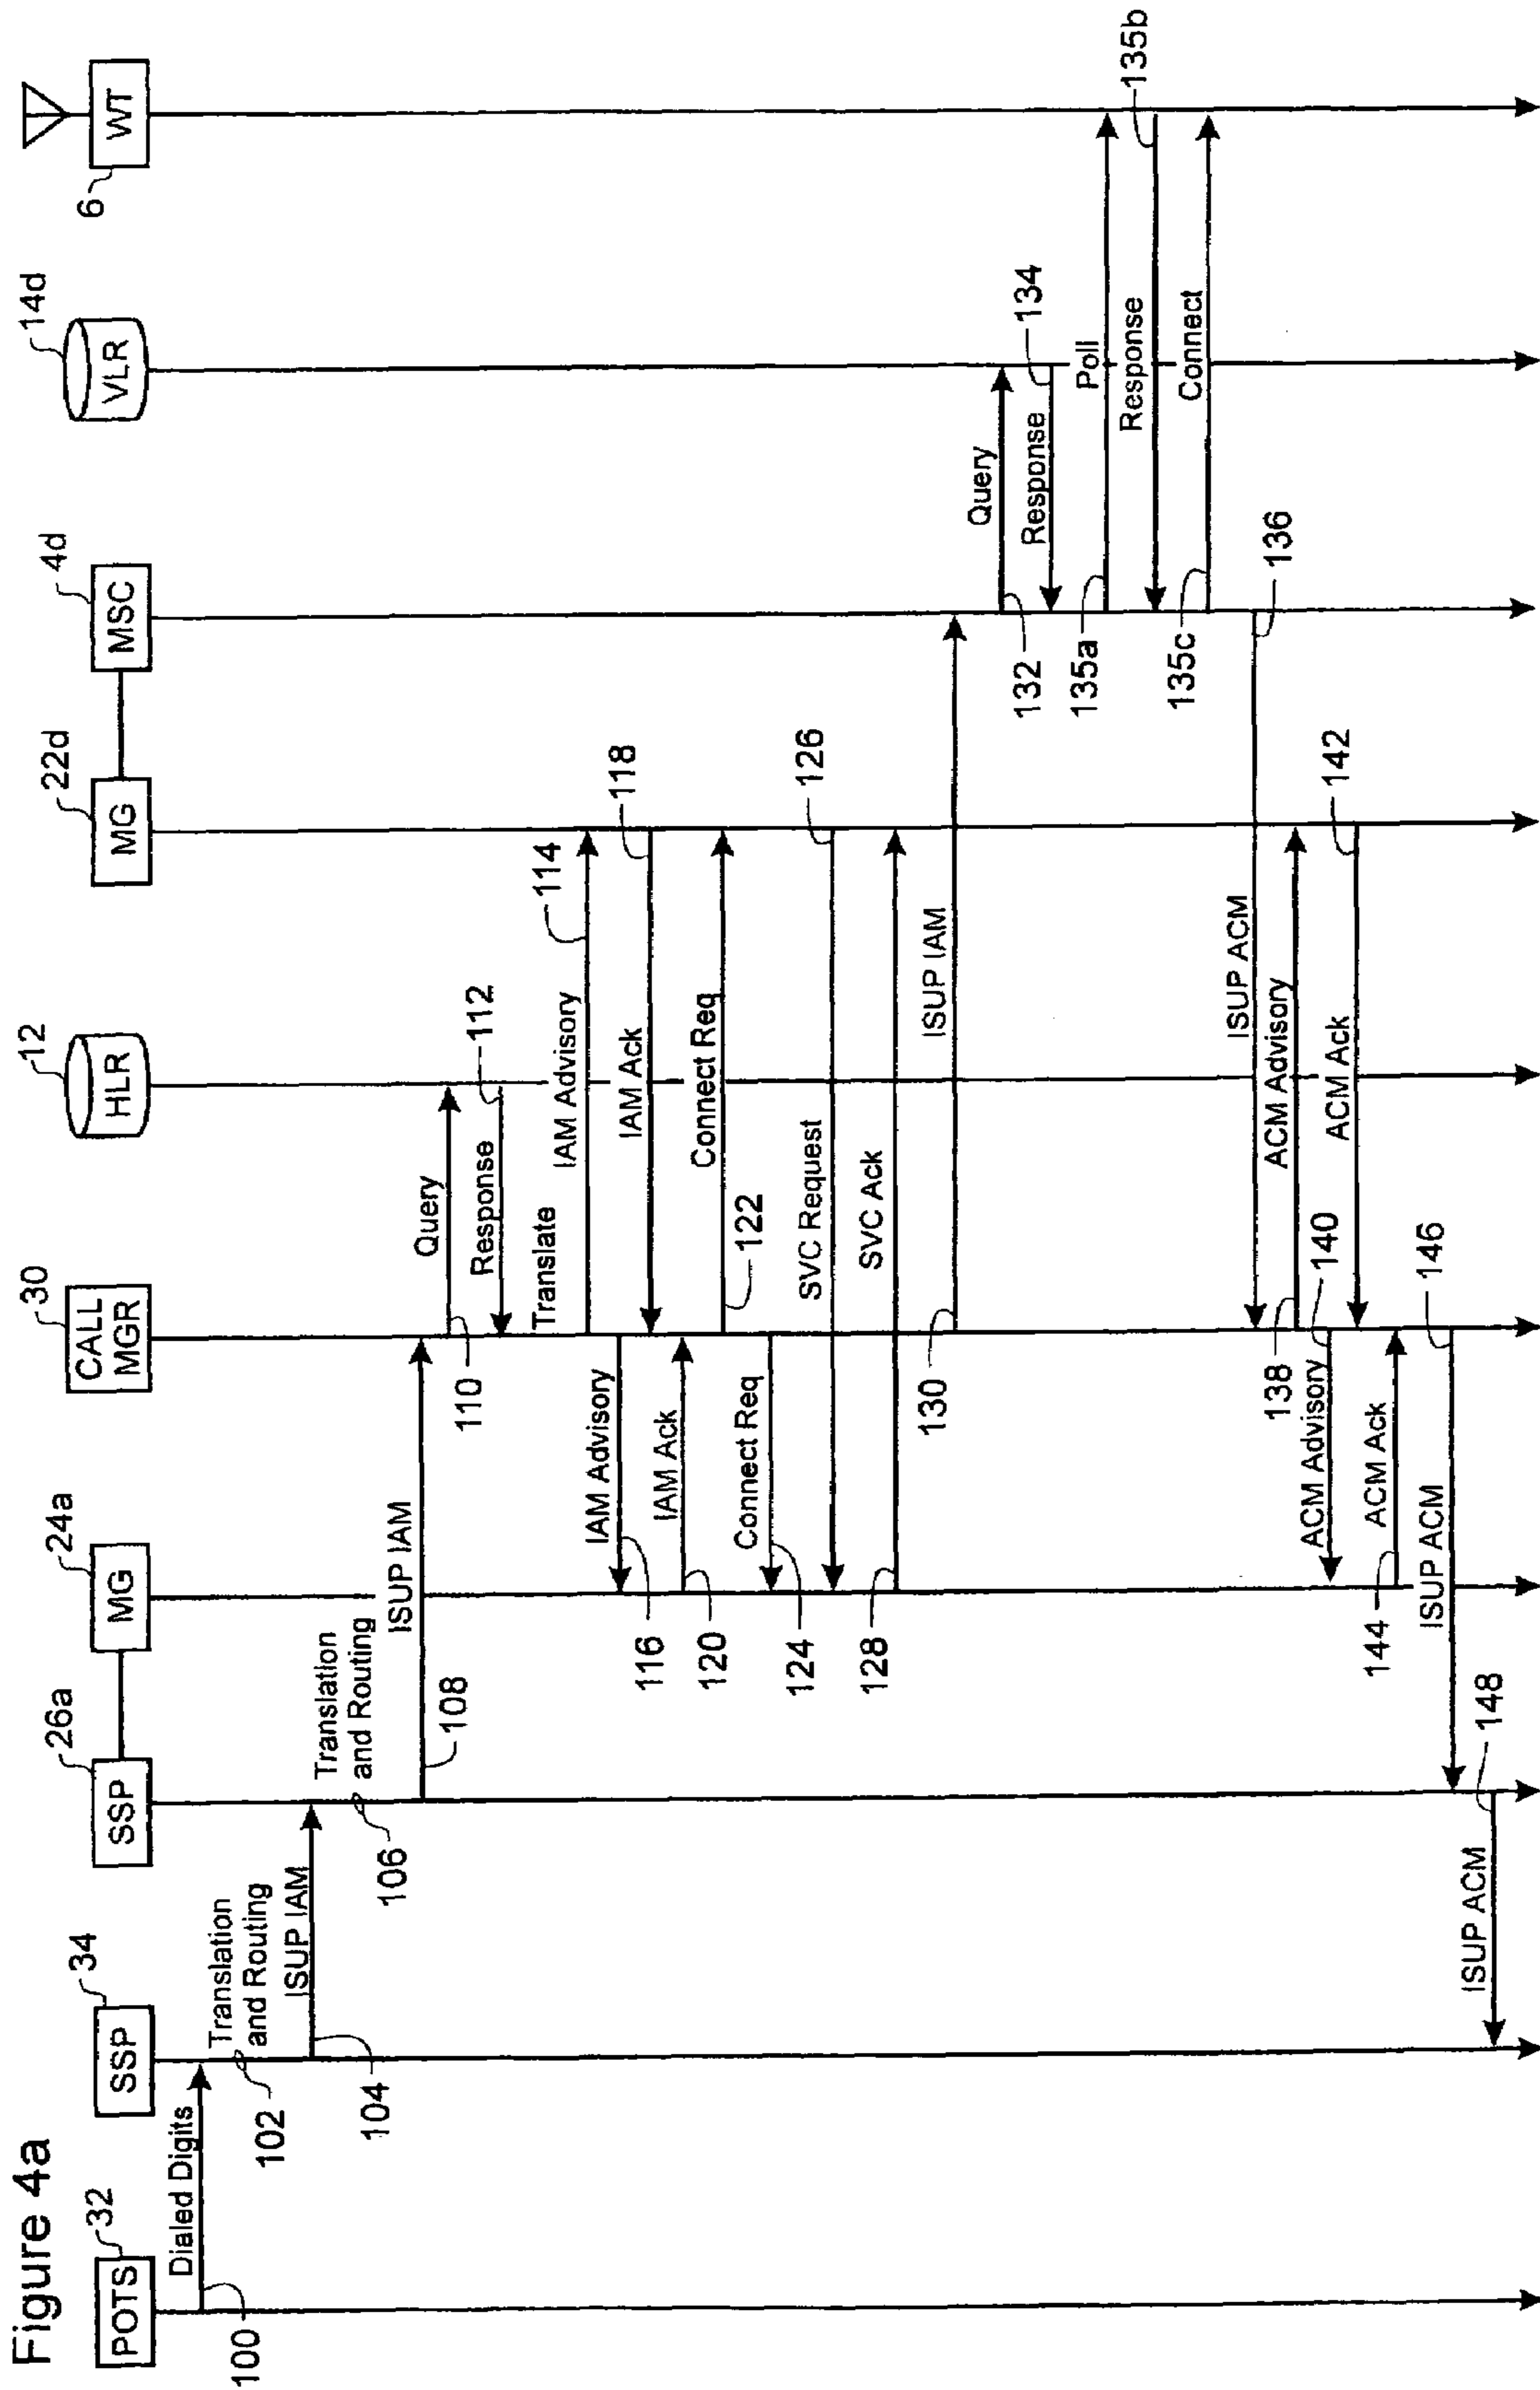 Figure 4a
POTS
32
SSP
34
SSP
26a
MG
24a
CALL
MGR
30
HLR
12
MG
22d
MSC
4d
VLR
14d
WT
6
Dialed Digits
100
Translation
and Routing
102
ISUP IAM
104
Translation
and Routing
106
ISUP IAM
108
Query
110
Response
112
Translate
IAM Advisory
114
IAM Advisory
116
IAM Ack
118
IAM Ack
120
Connect Req
122
Connect Req
124
SVC Request
126
SVC Ack
128
ISUP IAM
130
Query
132
Response
134
Poll
135a
Response
135b
Connect
135c
ISUP ACM
136
ACM Advisory
138
ACM Advisory
140
ACM Ack
142
ACM Ack
144
ISUP ACM
146
ISUP ACM
148